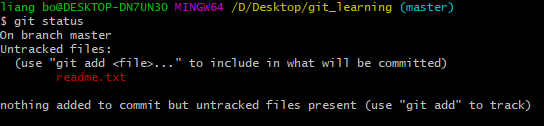 liang bo@DESKTOP-DN7UN3O MINGW64 /D/Desktop/git_learning (master)
$ git status
On branch master
Untracked files:
  (use "git add <file>..." to include in what will be committed)
        readme.txt

nothing added to commit but untracked files present (use "git add" to track)